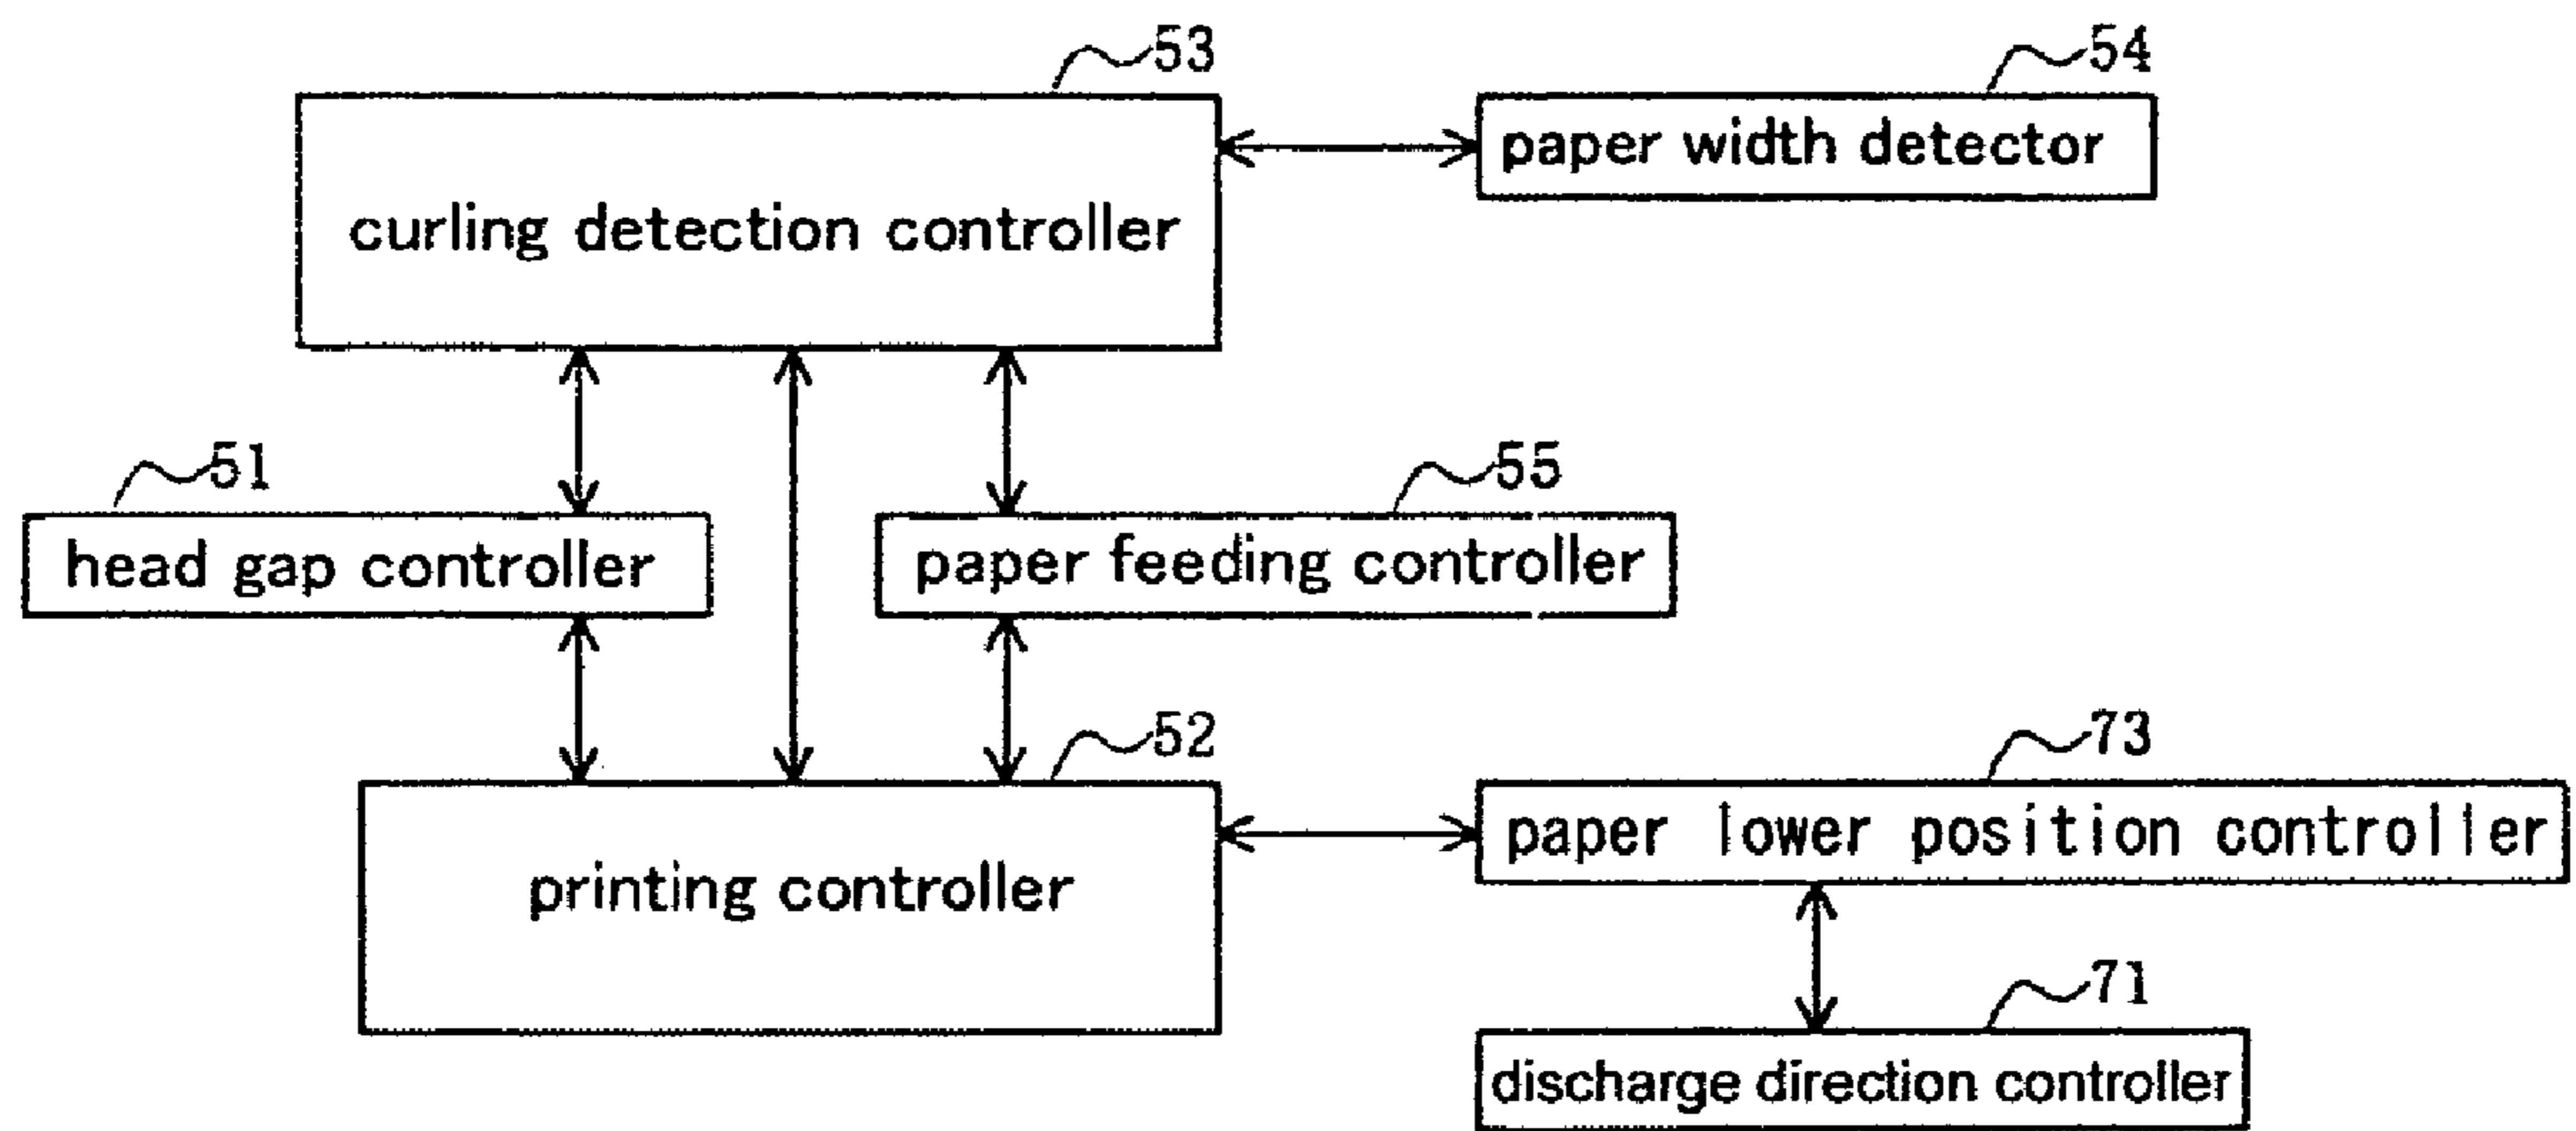 53
54
curling detection controller
paper width detector
51
55
head gap controller
paper feeding controller
52
73
printing controller
paper lower position controller
71
discharge direction controller